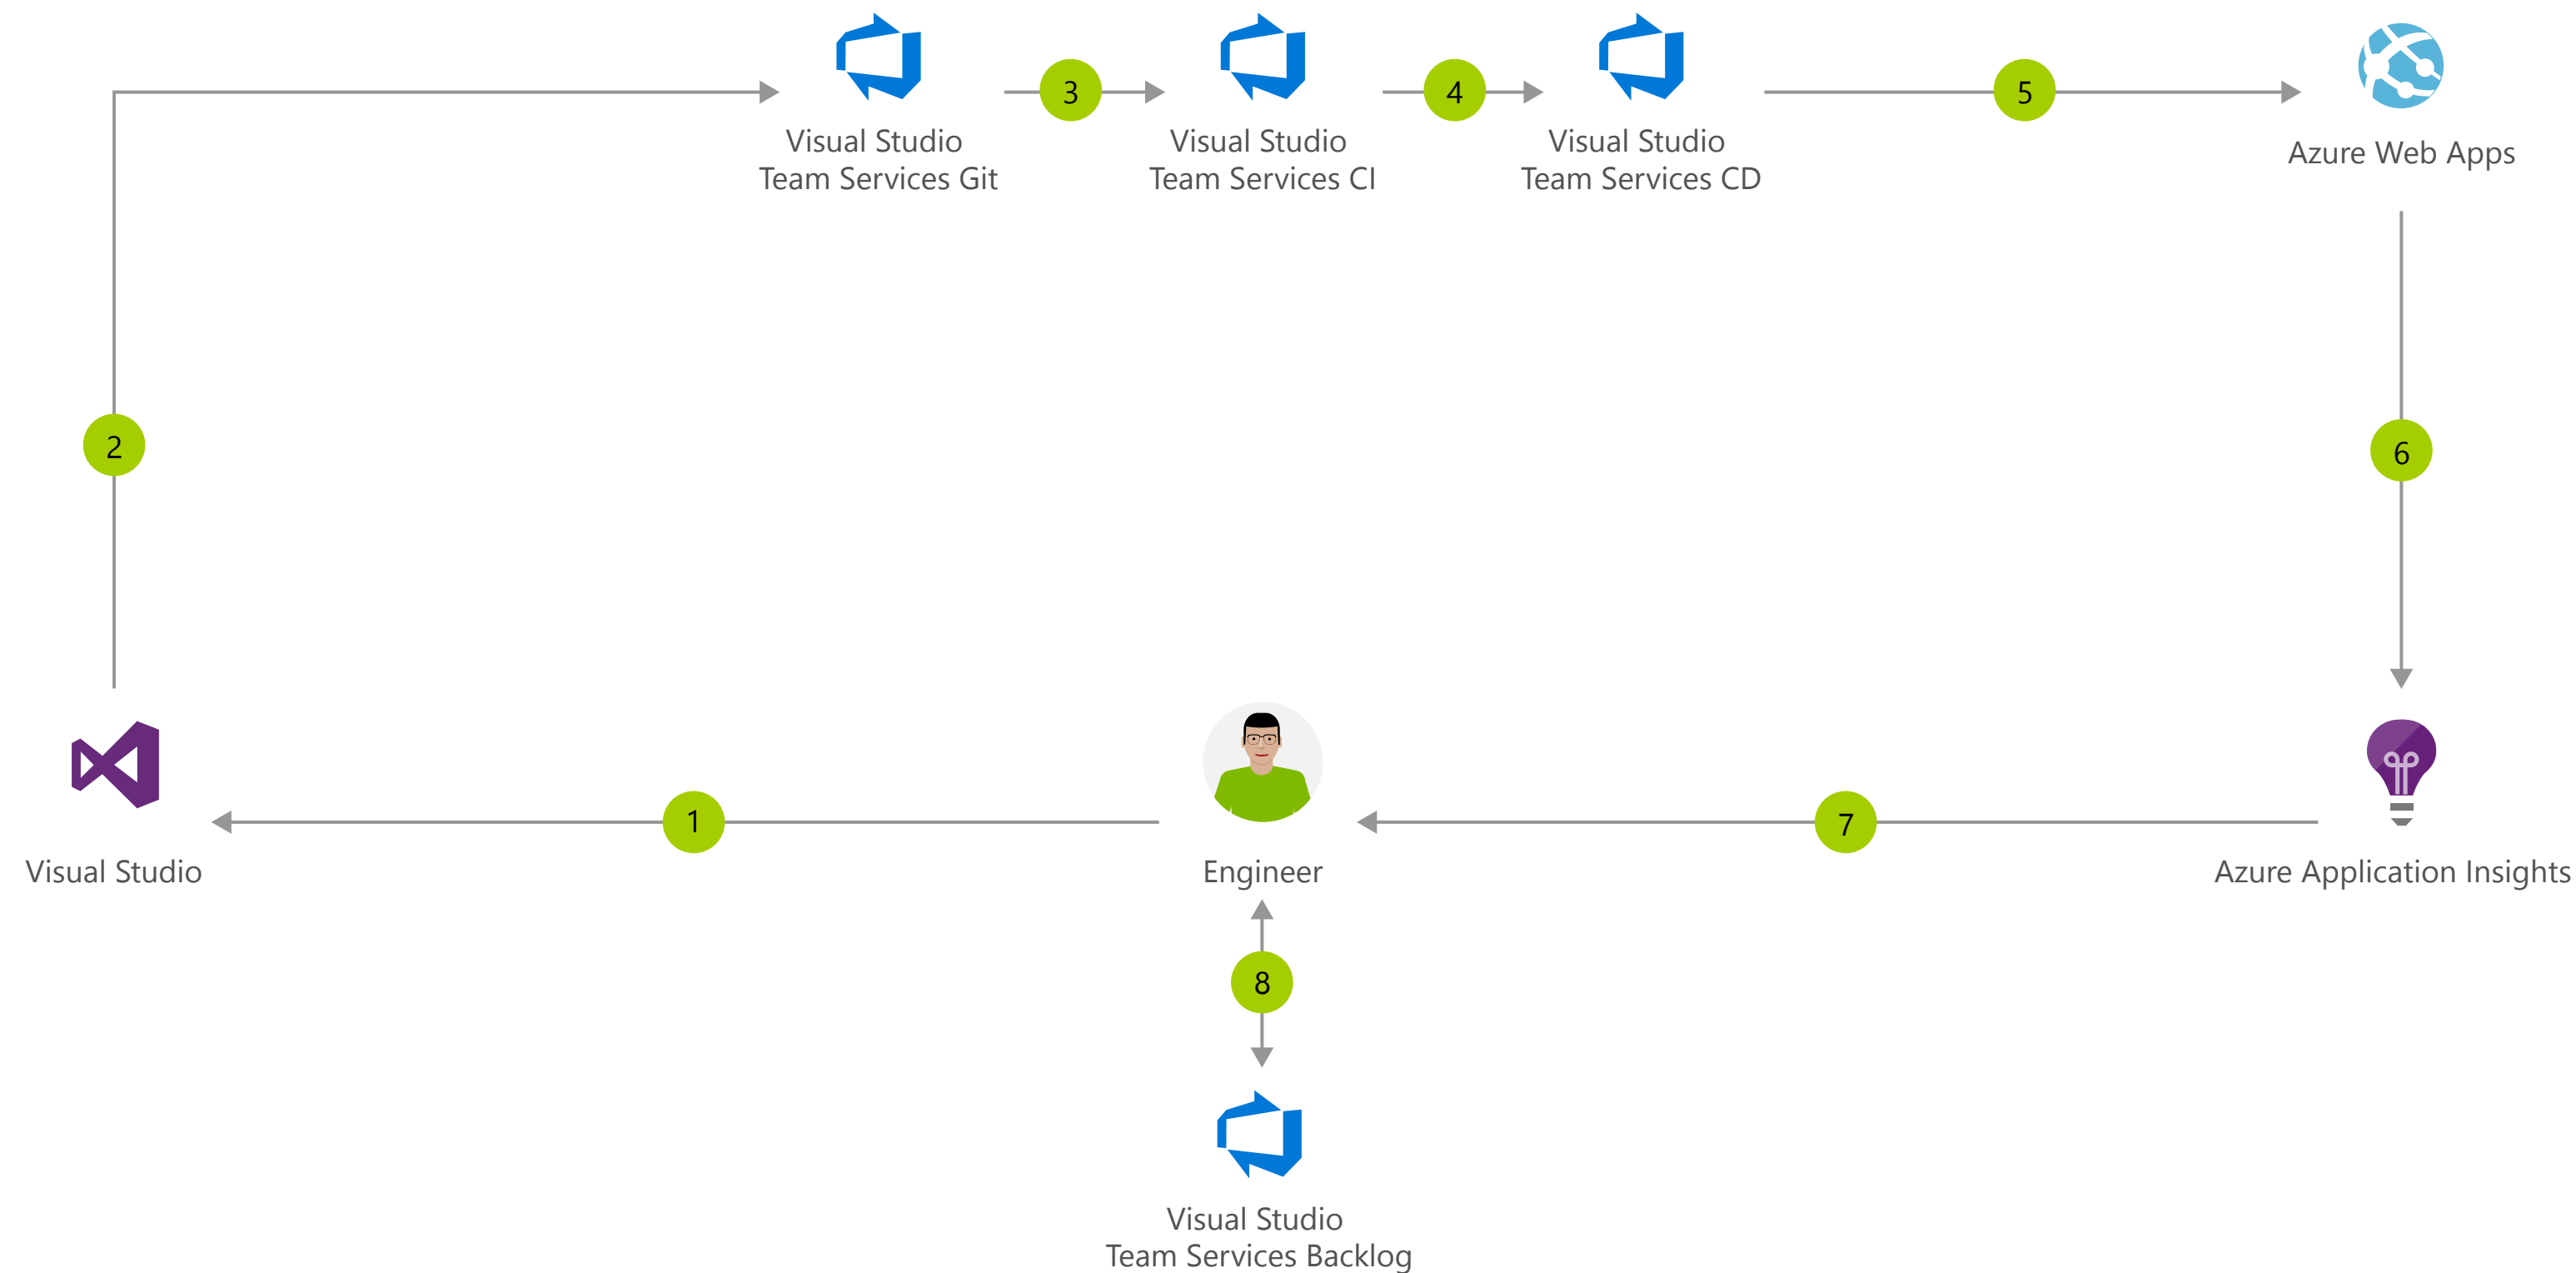 3
4
5
Visual Studio
Team Services Git
Visual Studio
Team Services CI
Visual Studio
Team Services CD
Azure Web Apps
2
6
1
7
Visual Studio
Engineer
Azure Application Insights
8
Visual Studio
Team Services Backlog